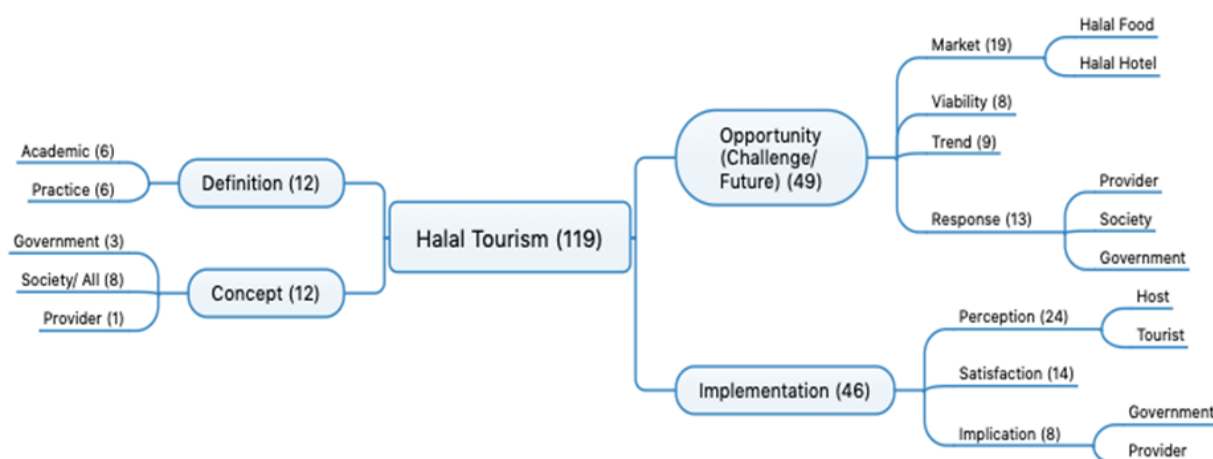 Halal Tourism (119)
Definition (12)
Academic (6)
Practice (6)
Concept (12)
Government (3)
Society/ All (8)
Provider (1)
Opportunity
(Challenge/
Future) (49)
Market (19)
Halal Food
Halal Hotel
Viability (8)
Trend (9)
Response (13)
Provider
Society
Government
Implementation (46)
Perception (24)
Host
Tourist
Satisfaction (14)
Implication (8)
Government
Provider